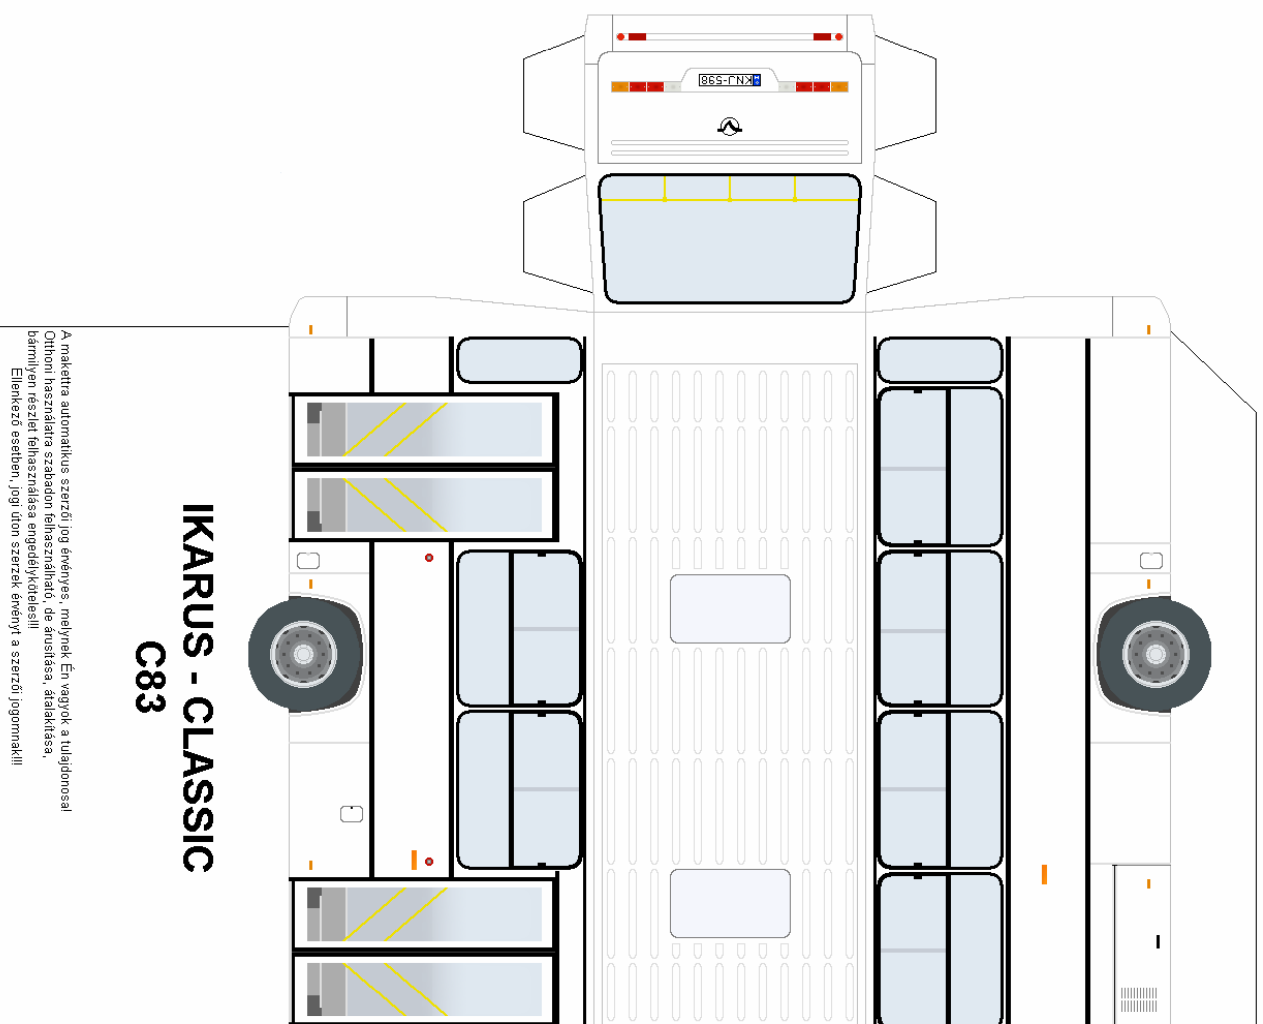 KNJ-598
IKARUS - CLASSIC
C83
A makettra automatikus szerzői jog érvényes, melynek Én vagyok a tulajdonosa!
Otthoni használatra szabadon felhasználható, de árusítása, átalakítása,
bármilyen részlet felhasználása engedélyköteles!!!
Ellenkező esetben, jogi úton szerzek érvényt a szerzői jogomnak!!!